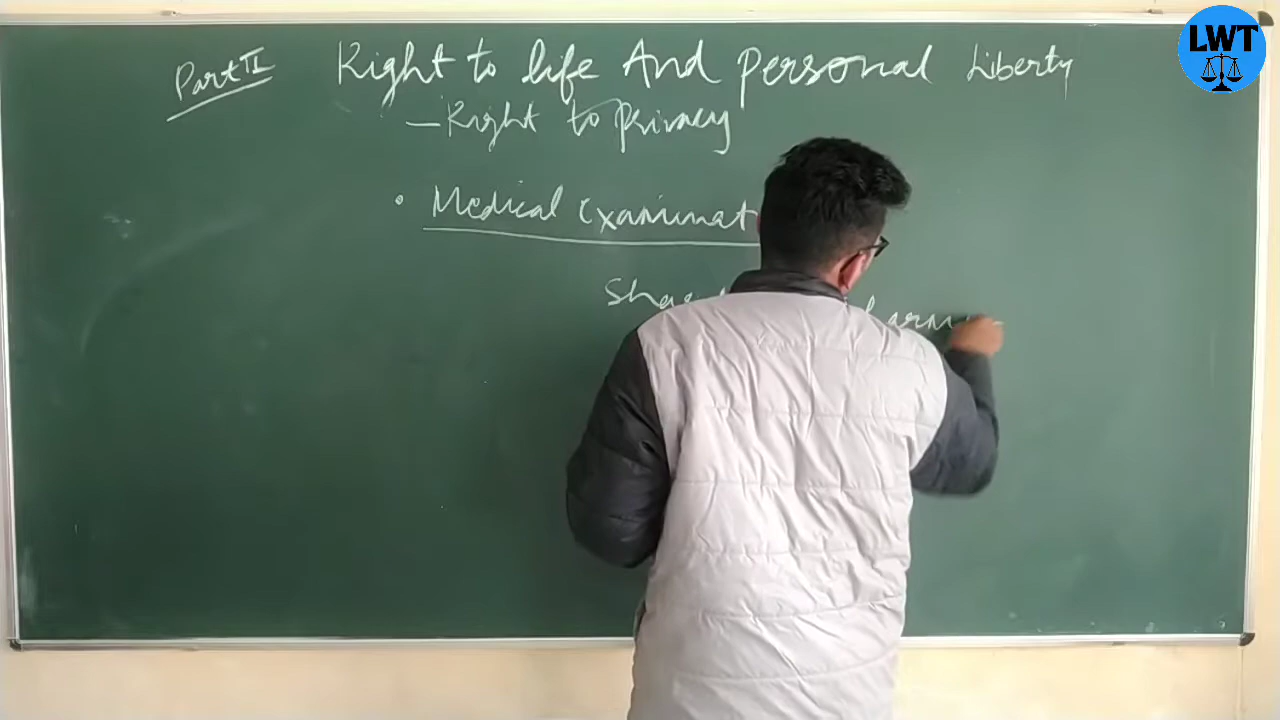 LWT
Part II
Right to life And Personal Liberty
– Right to Privacy
• Medical Examinat